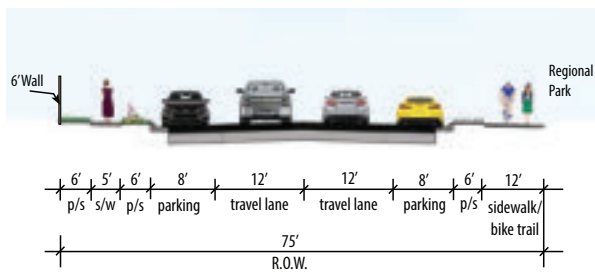 6' Wall
Regional
Park
6' 5' 6' 8' 12' 12' 8' 6' 12'
p/s s/w p/s parking travel lane travel lane parking p/s sidewalk/
bike trail
75'
R.O.W.